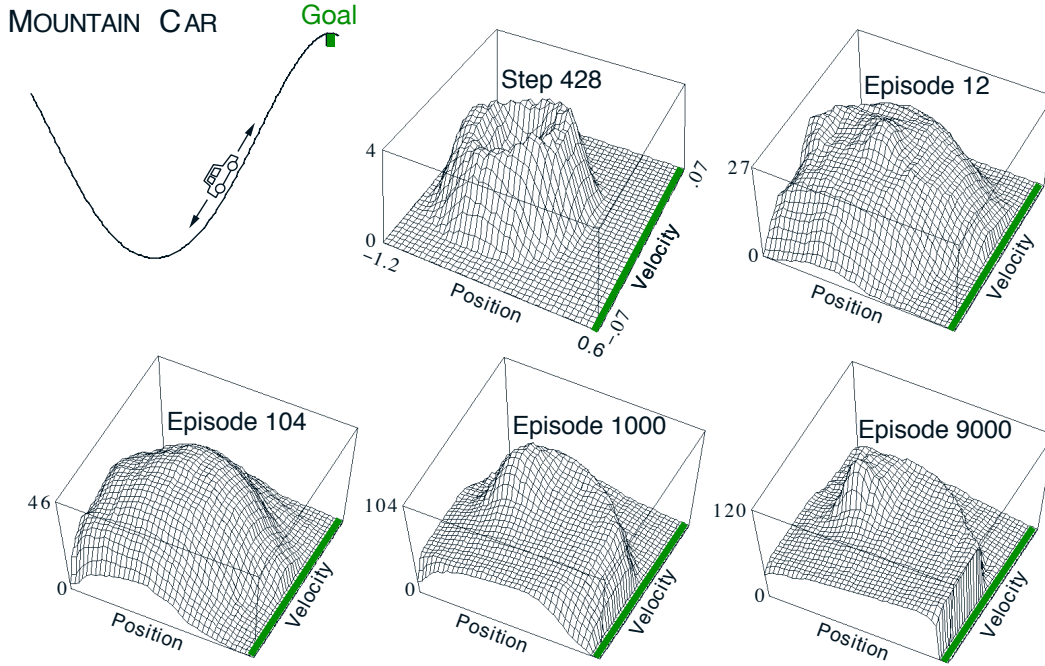 MOUNTAIN CAR
Goal
Step 428
4
0
-1.2
Position
0.6
-.07
Velocity
.07
Episode 12
27
0
Position
Velocity
Episode 104
46
0
Position
Velocity
Episode 1000
104
0
Position
Velocity
Episode 9000
120
0
Position
Velocity